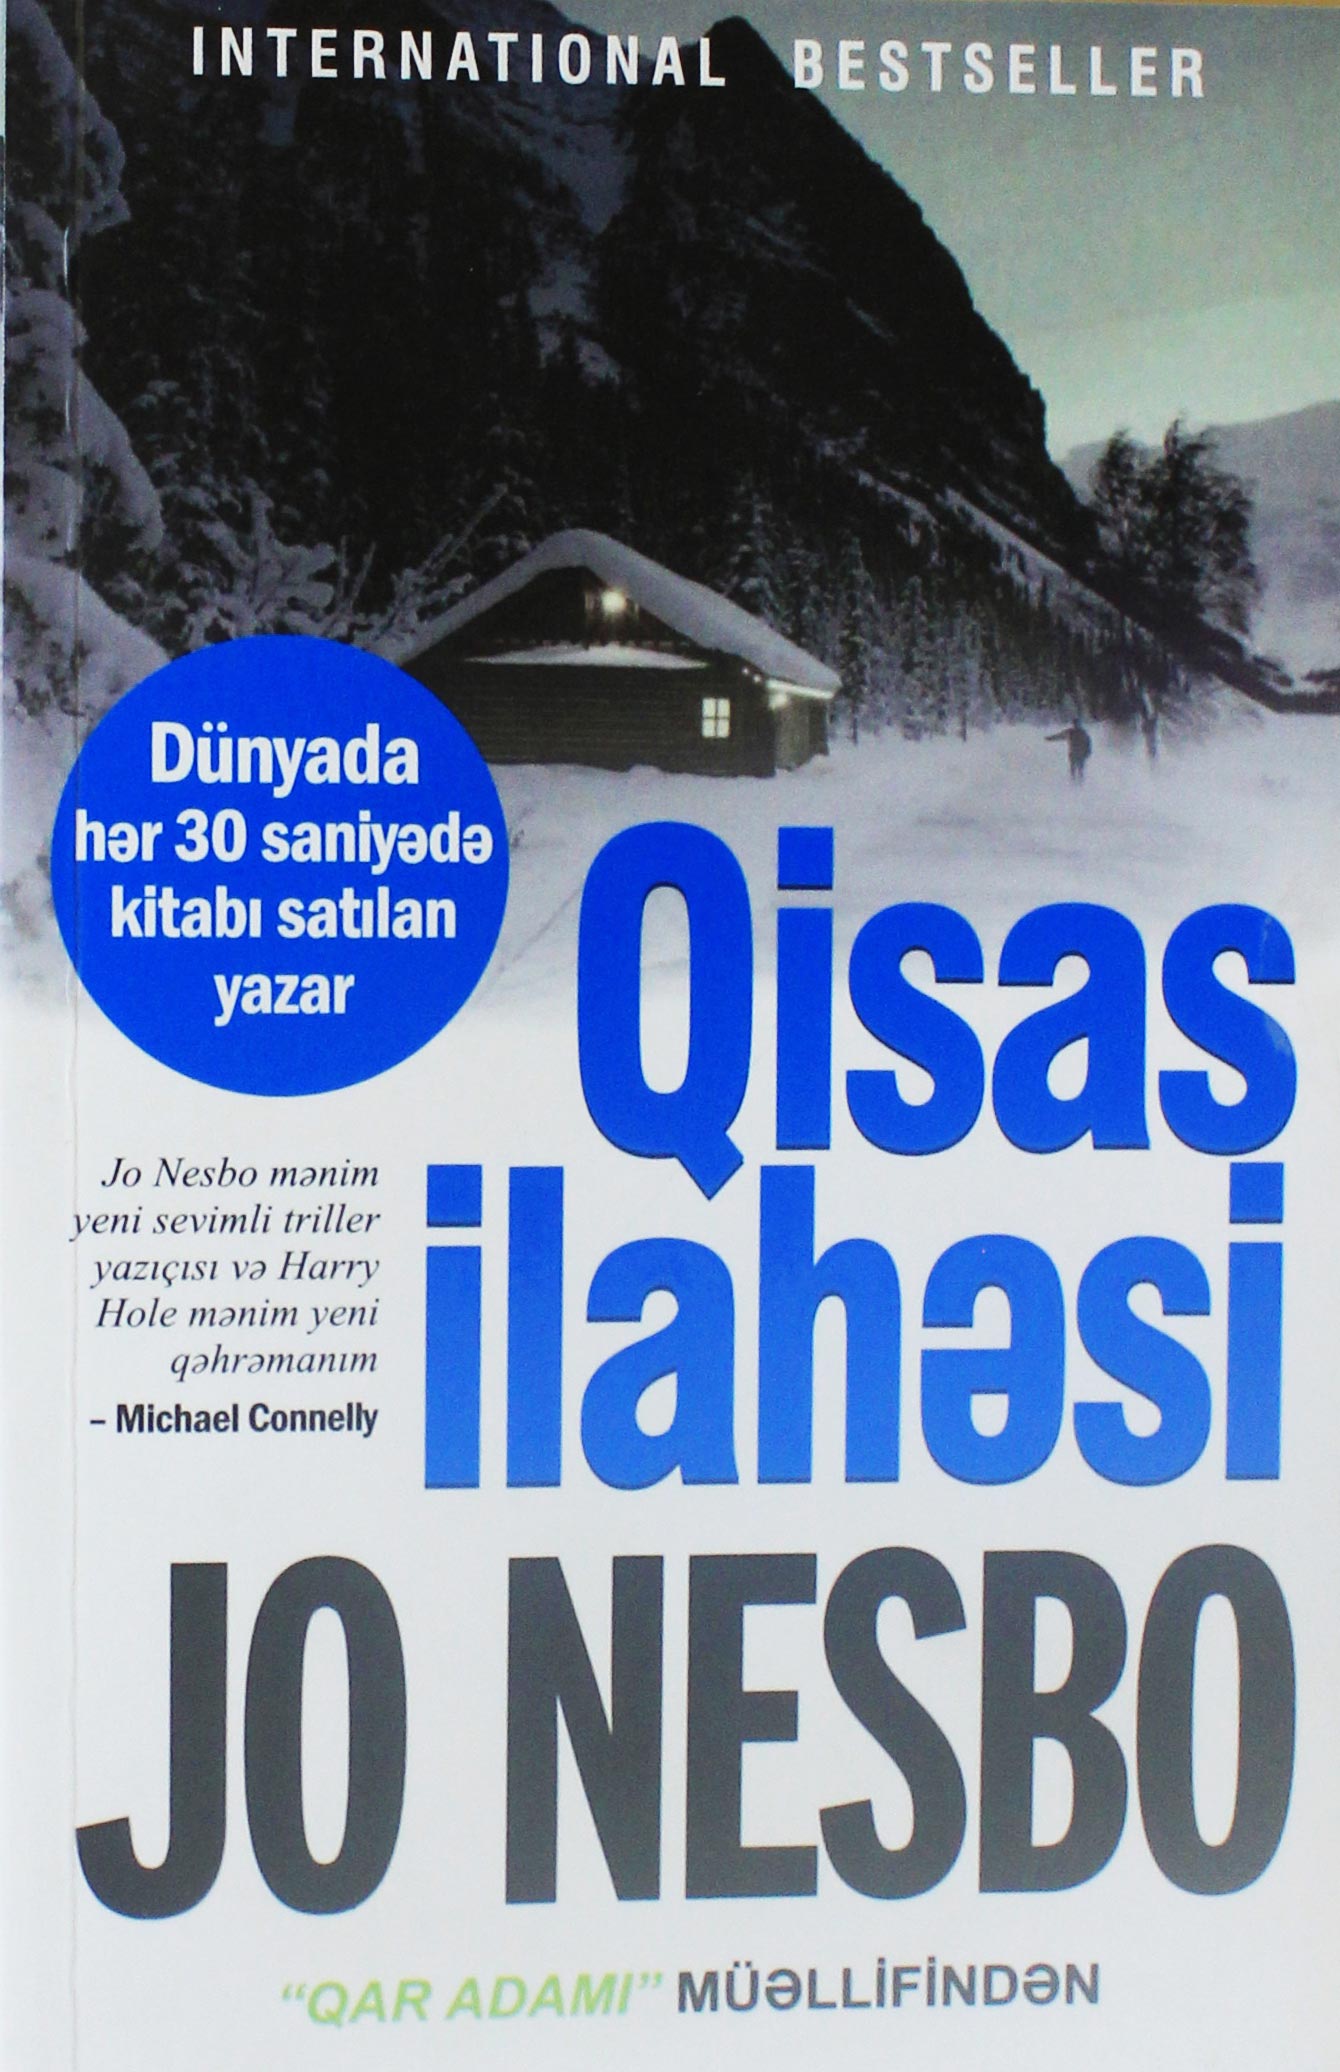 INTERNATIONAL BESTSELLER
Dünyada
hər 30 saniyədə
kitabı satılan
yazar
Qisas
ilahəsi
Jo Nesbo mənim
yeni sevimli triller
yazıçısı və Harry
Hole mənim yeni
qəhrəmanım
– Michael Connelly
JO NESBO
“QAR ADAMI” MÜƏLLİFİNDƏN